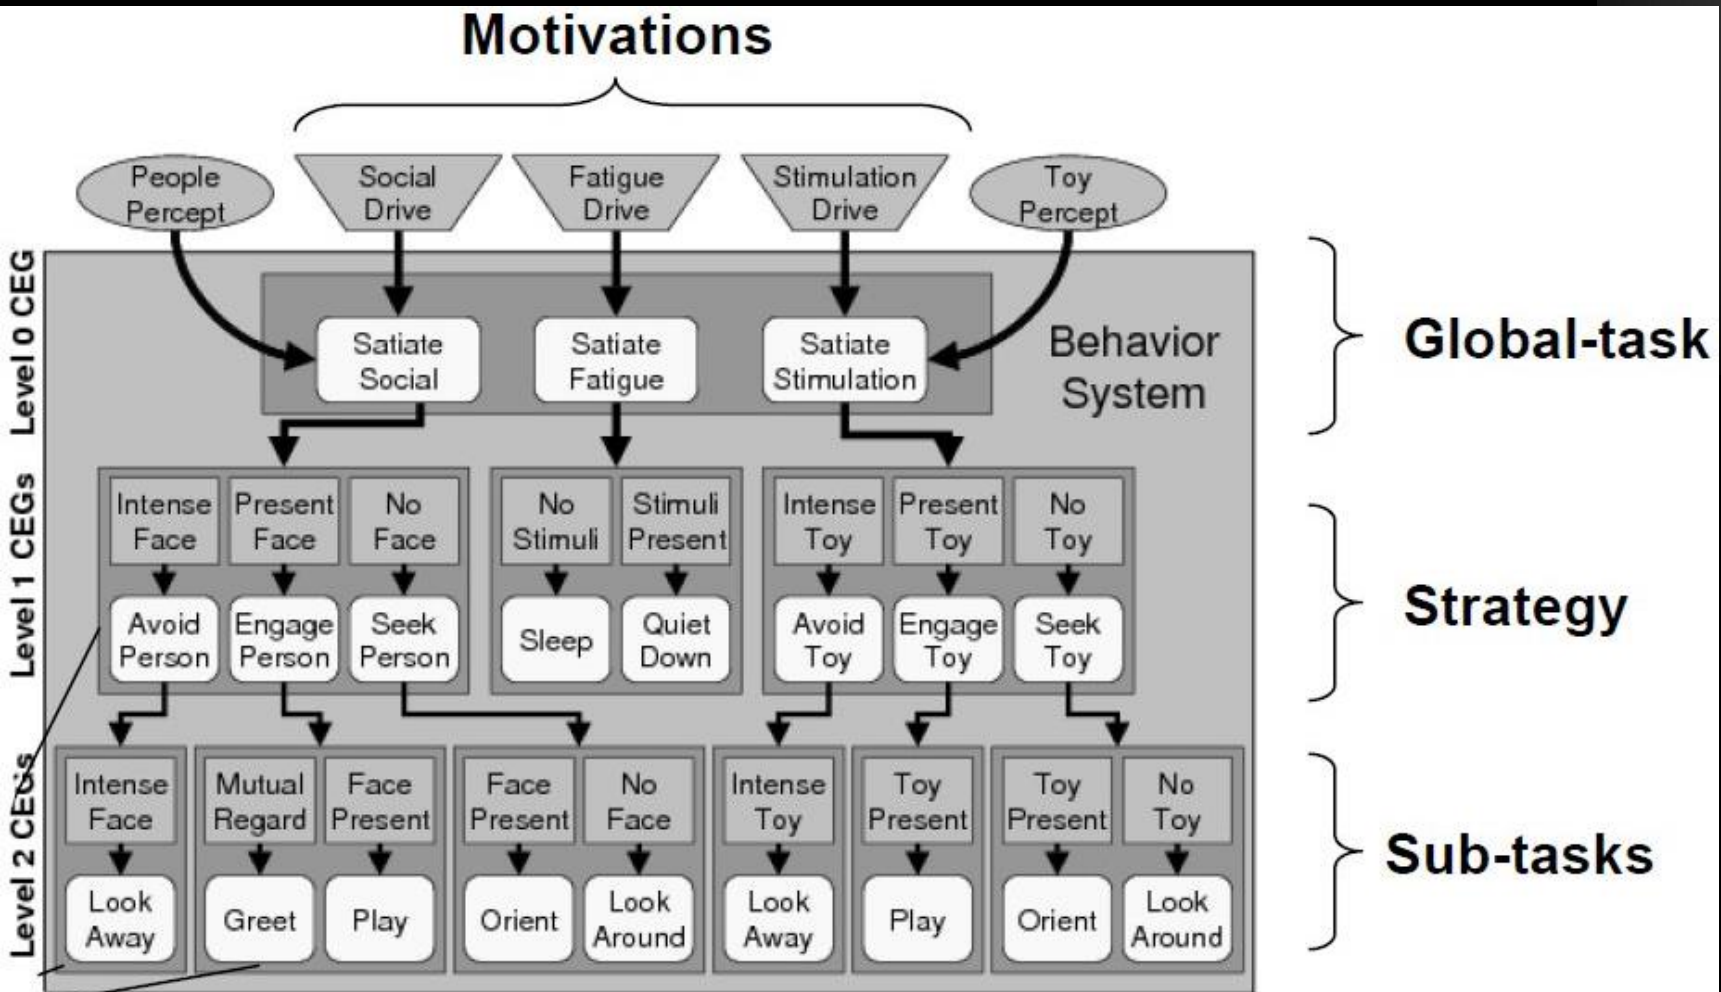 Motivations
People
Percept
Social
Drive
Fatigue
Drive
Stimulation
Drive
Toy
Percept
Level 0 CEG
Satiate
Social
Satiate
Fatigue
Satiate
Stimulation
Behavior
System
Global-task
Level 1 CEGs
Intense
Face
Present
Face
No
Face
No
Stimuli
Stimuli
Present
Intense
Toy
Present
Toy
No
Toy
Avoid
Person
Engage
Person
Seek
Person
Sleep
Quiet
Down
Avoid
Toy
Engage
Toy
Seek
Toy
Strategy
Level 2 CEGs
Intense
Face
Mutual
Regard
Face
Present
Face
Present
No
Face
Intense
Toy
Toy
Present
Toy
Present
No
Toy
Look
Away
Greet
Play
Orient
Look
Around
Look
Away
Play
Orient
Look
Around
Sub-tasks